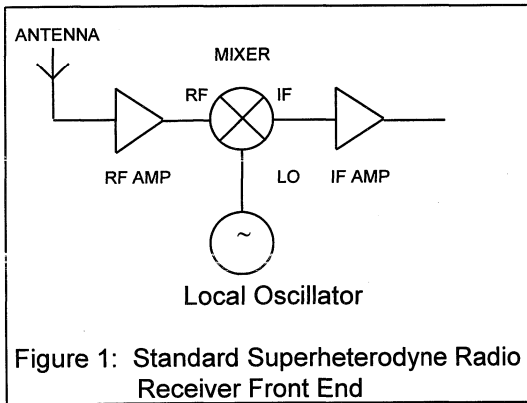 ANTENNA
MIXER
RF IF
RF AMP LO IF AMP
~
Local Oscillator
Figure 1: Standard Superheterodyne Radio
Receiver Front End